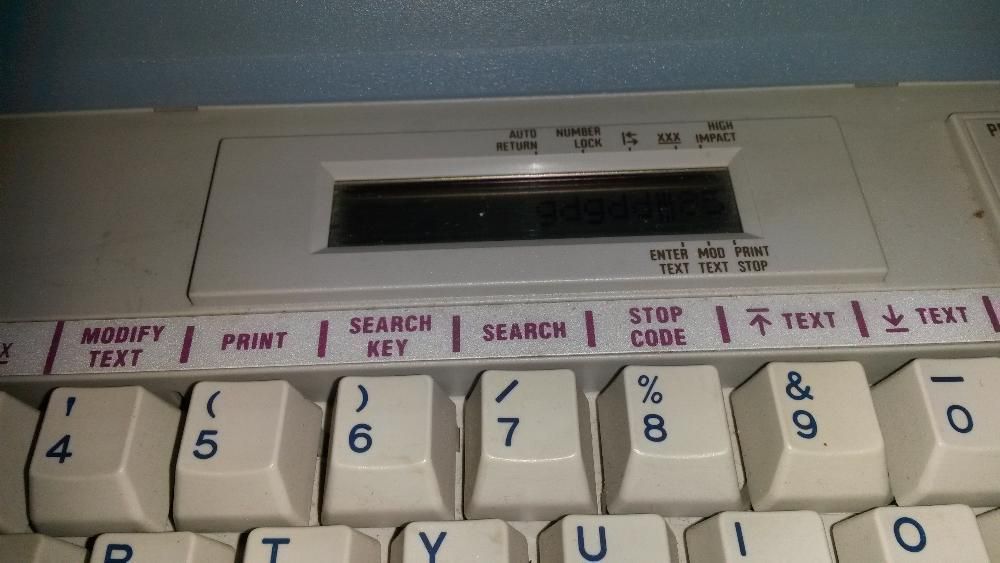 AUTO RETURN
NUMBER LOCK
XXX
HIGH IMPACT
ENTER TEXT
MOD TEXT
PRINT STOP
MODIFY TEXT
PRINT
SEARCH KEY
SEARCH
STOP CODE
TEXT
TEXT
' ( ) / % & —
4 5 6 7 8 9 0
R T Y U I O